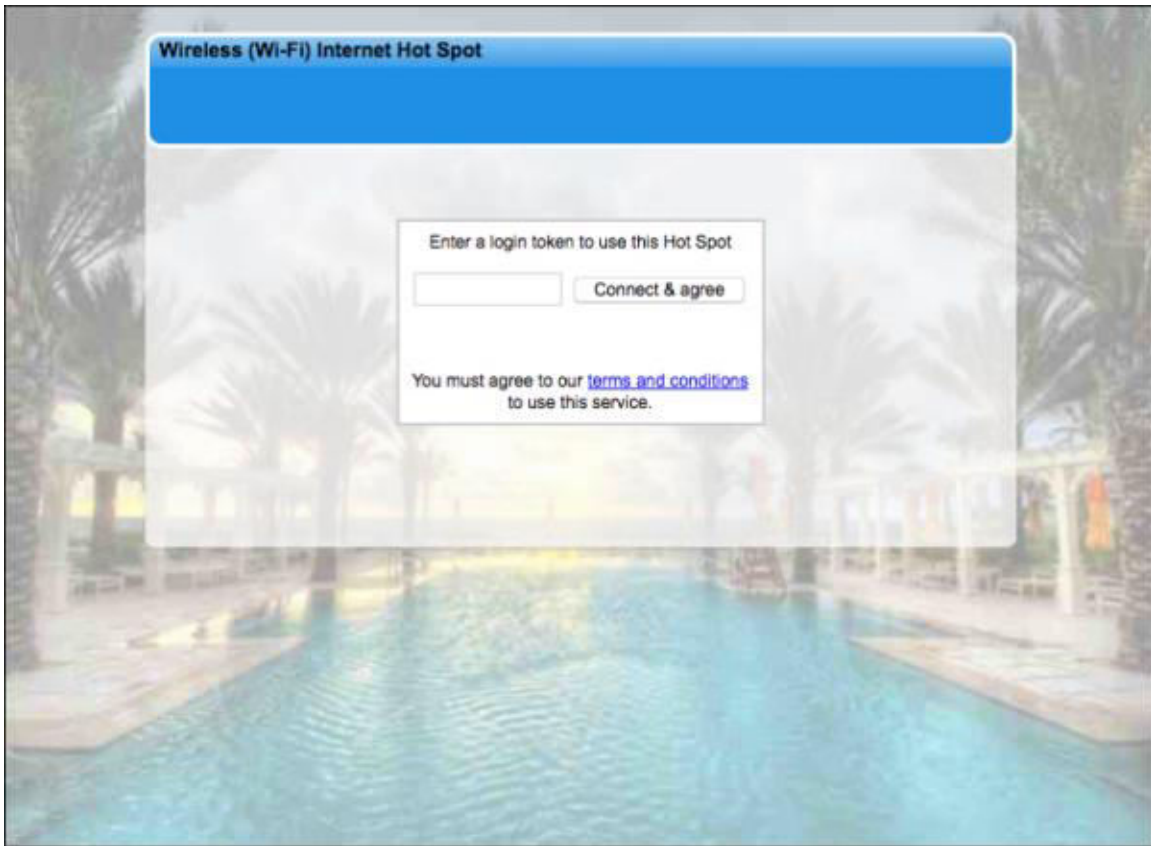 Wireless (Wi-Fi) Internet Hot Spot
Enter a login token to use this Hot Spot
Connect & agree
You must agree to our terms and conditions
to use this service.